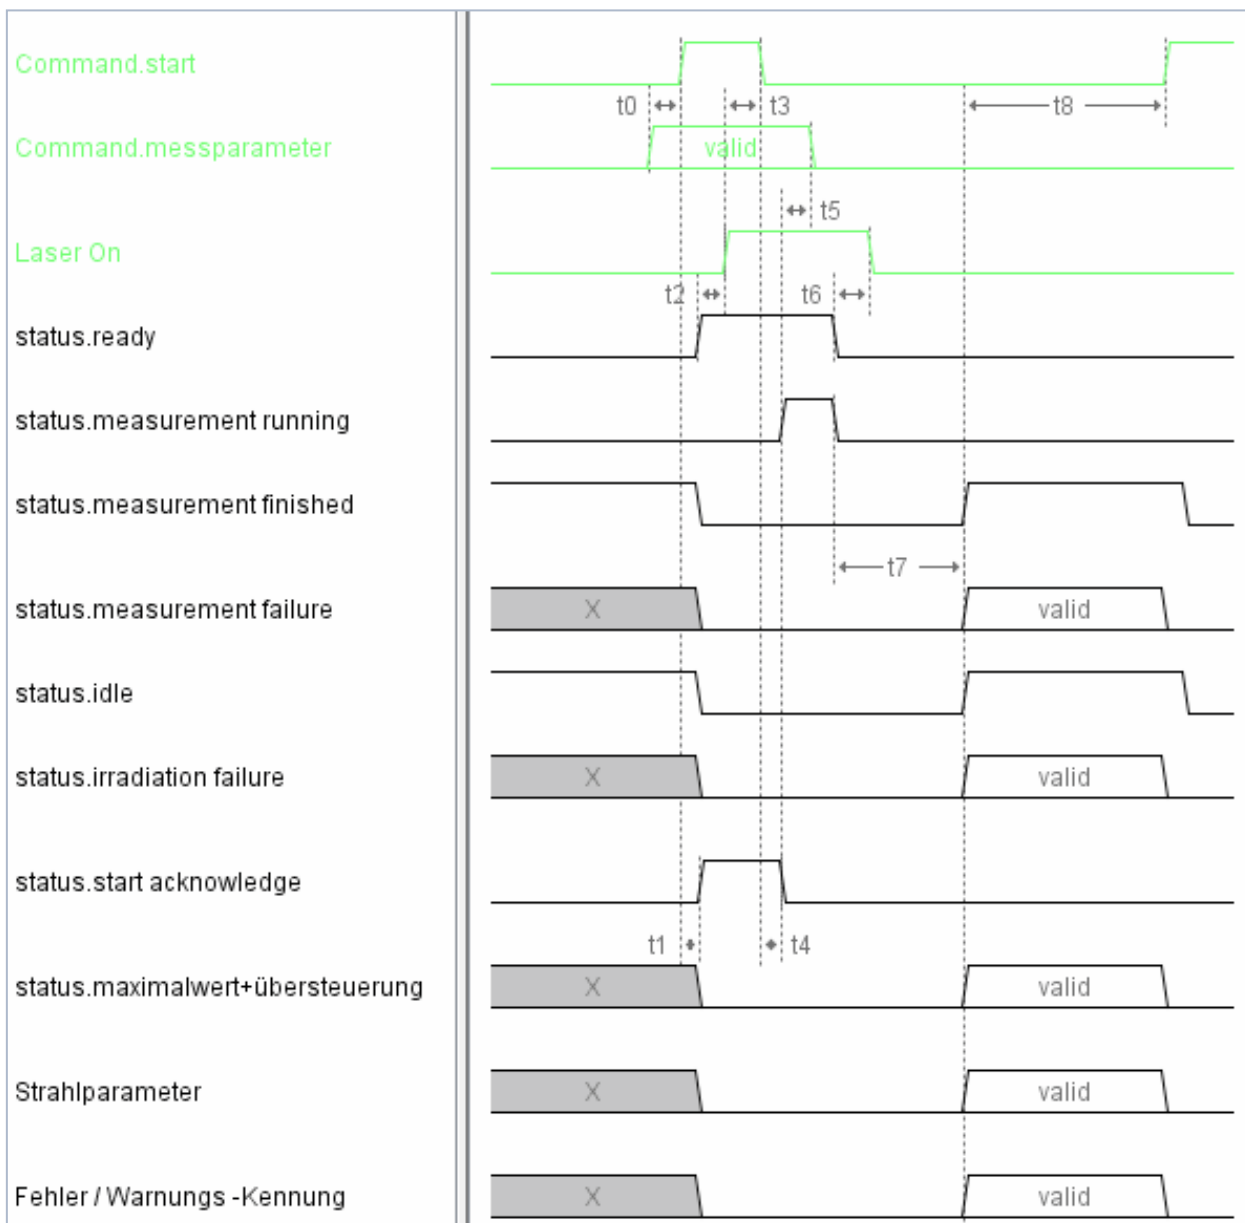 Command.start
t0
t3
t8
Command.messparameter
valid
t5
Laser On
t2
t6
status.ready
status.measurement running
status.measurement finished
t7
status.measurement failure
X
valid
status.idle
status.irradiation failure
X
valid
status.start acknowledge
t1
t4
status.maximalwert+übersteuerung
X
valid
Strahlparameter
X
valid
Fehler / Warnungs -Kennung
X
valid